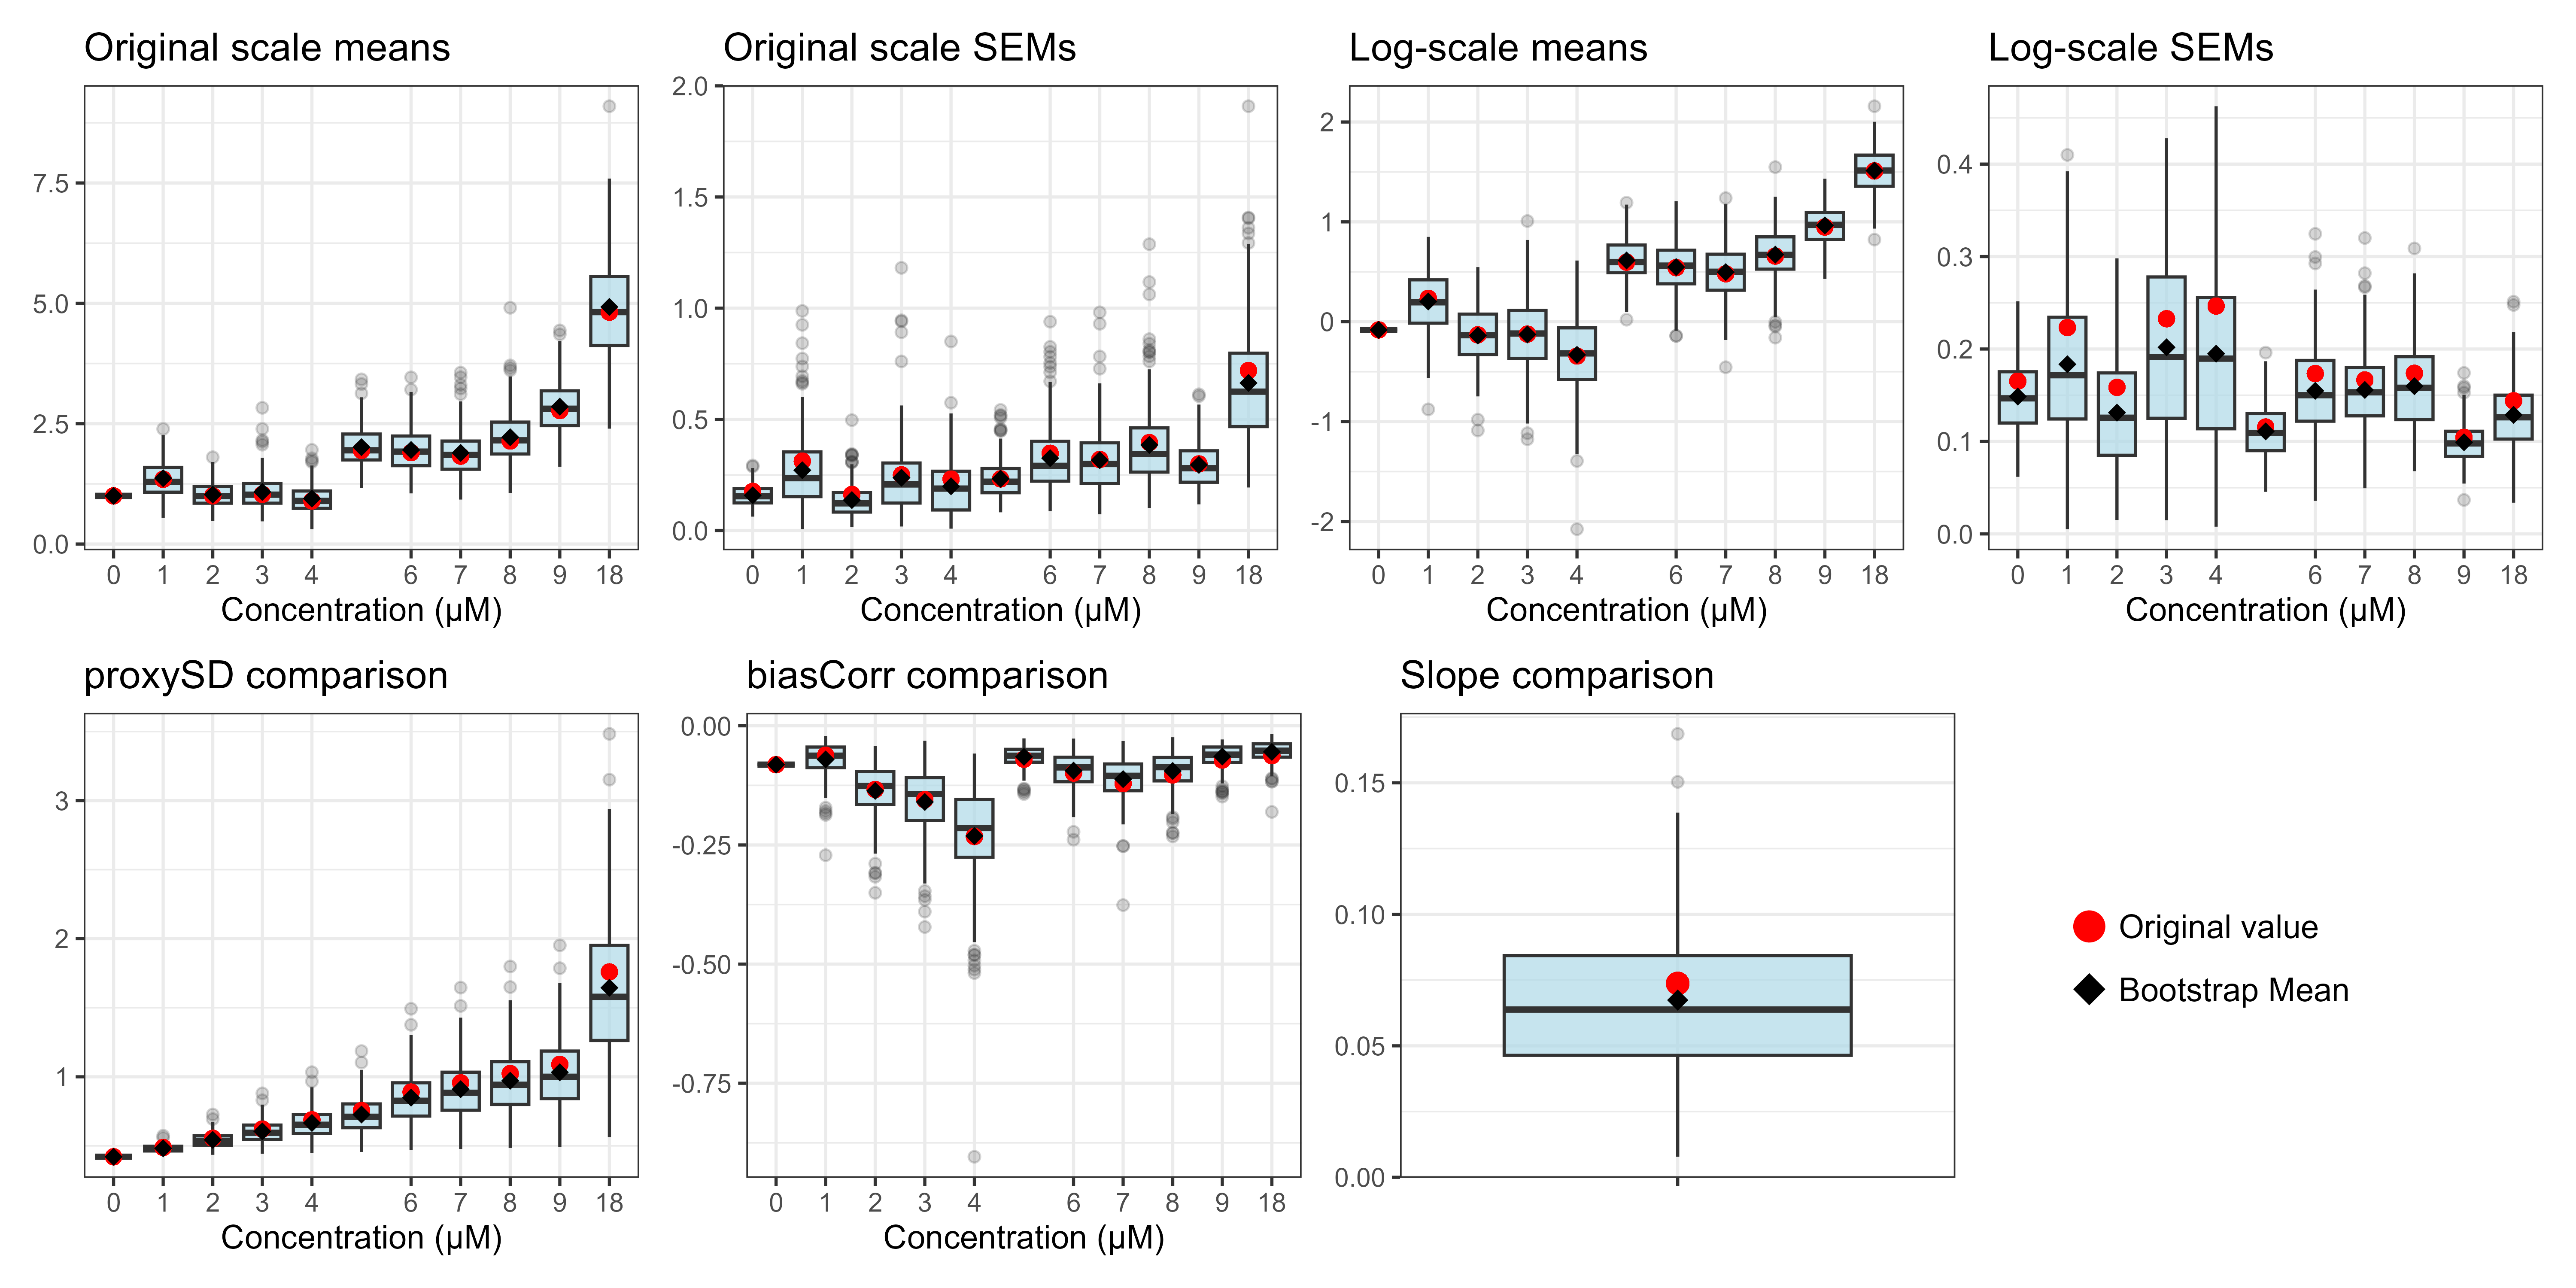 Original scale means
Original scale SEMs
Log-scale means
Log-scale SEMs
7.5
5.0
2.5
0.0
0 1 2 3 4 6 7 8 9 18
Concentration (µM)
2.0
1.5
1.0
0.5
0.0
0 1 2 3 4 6 7 8 9 18
Concentration (µM)
2
1
0
-1
-2
0 1 2 3 4 6 7 8 9 18
Concentration (µM)
0.4
0.3
0.2
0.1
0.0
0 1 2 3 4 6 7 8 9 18
Concentration (µM)
proxySD comparison
biasCorr comparison
Slope comparison
3
2
1
0 1 2 3 4 6 7 8 9 18
Concentration (µM)
0.00
-0.25
-0.50
-0.75
0 1 2 3 4 6 7 8 9 18
Concentration (µM)
0.15
0.10
0.05
0.00
Original value
Bootstrap Mean